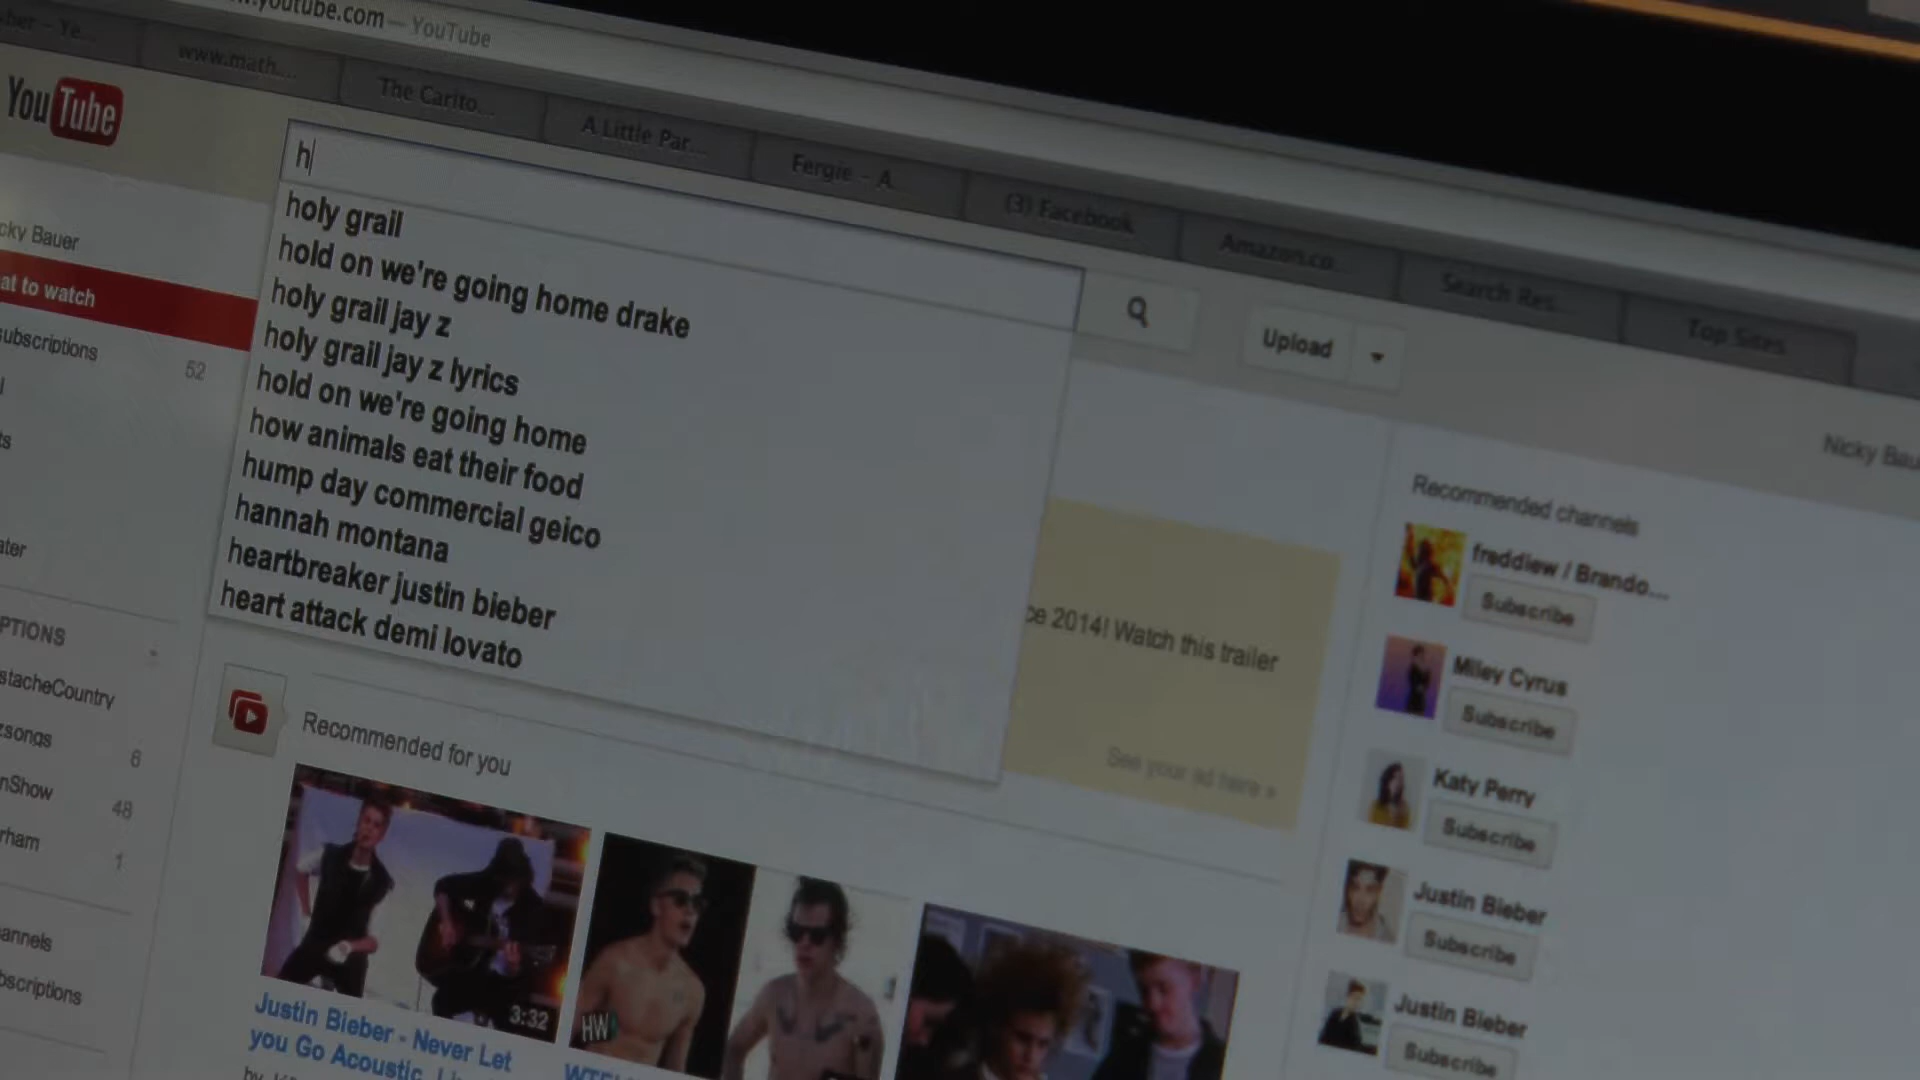 youtube.com — YouTube
www.math....
The Carito...
A Little Par...
Fergie - A
(3) Facebook
Amazon.co
Search Res...
Top Sites
YouTube
h
holy grail
hold on we're going home drake
holy grail jay z
holy grail jay z lyrics
hold on we're going home
how animals eat their food
hump day commercial geico
hannah montana
heartbreaker justin bieber
heart attack demi lovato
Upload
cky Bauer
at to watch
subscriptions
52
ater
PTIONS
stacheCountry
zsongs
6
nShow
48
rham
1
annels
bscriptions
Nicky Bau
ce 2014! Watch this trailer
See your ad here »
Recommended for you
3:32
HW
Justin Bieber - Never Let
you Go Acoustic
Recommended channels
freddiew / Brando...
Subscribe
Miley Cyrus
Subscribe
Katy Perry
Subscribe
Justin Bieber
Subscribe
Justin Bieber
Subscribe